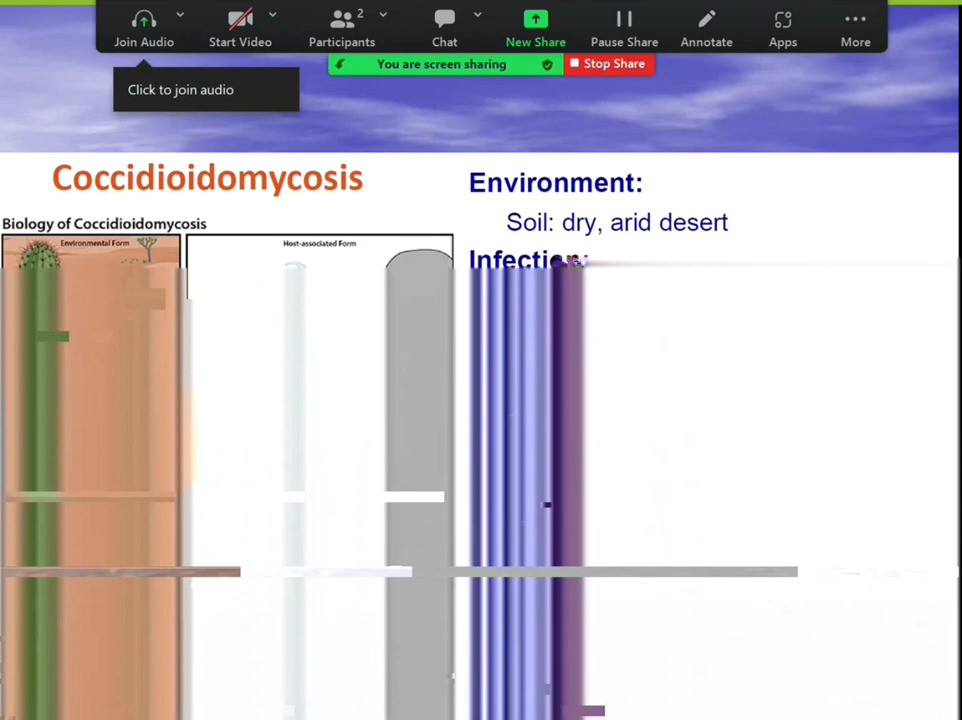 Join Audio
Start Video
Participants 2
Chat
New Share
Pause Share
Annotate
Apps
More
You are screen sharing
Stop Share
Click to join audio
Coccidioidomycosis
Biology of Coccidioidomycosis
Environmental Form
Host-associated Form
Environment:
Soil: dry, arid desert